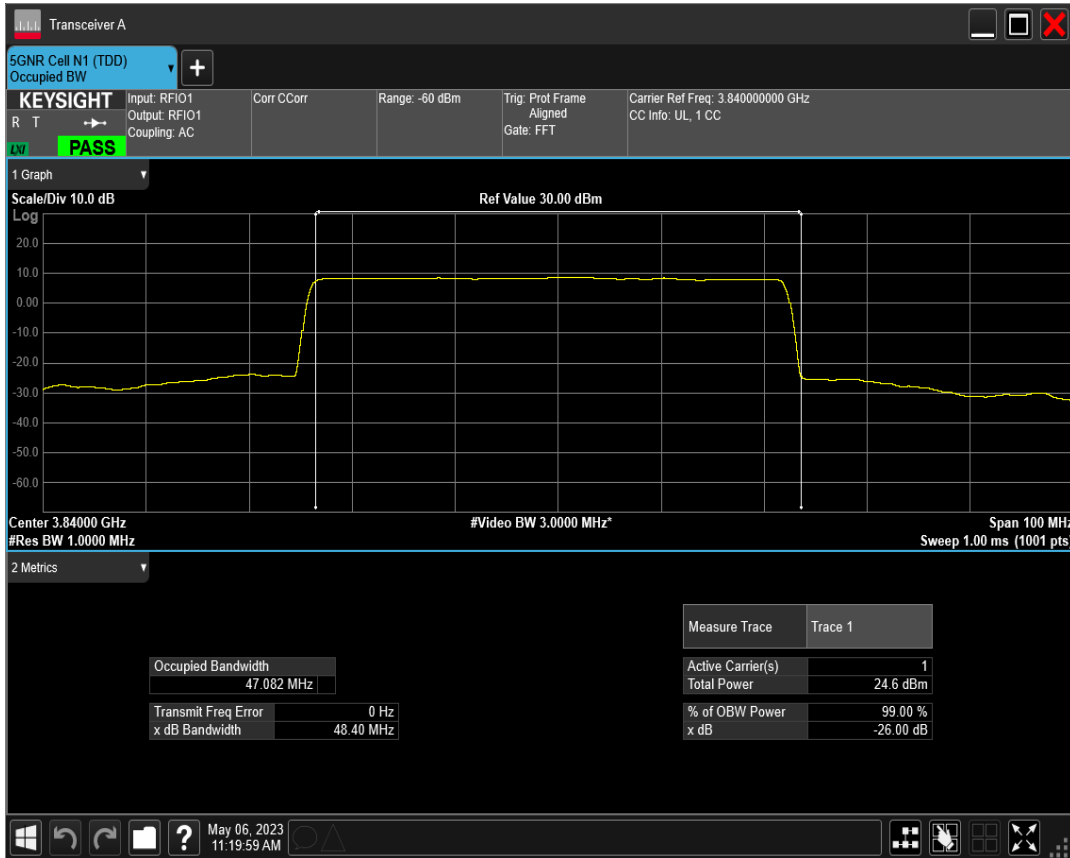 Transceiver A
5GNR Cell N1 (TDD)
Occupied BW
+
KEYSIGHT
R T
LXI
PASS
Input: RFIO1
Output: RFIO1
Coupling: AC
Corr CCorr
Range: -60 dBm
Trig: Prot Frame
Aligned
Gate: FFT
Carrier Ref Freq: 3.840000000 GHz
CC Info: UL, 1 CC
1 Graph
Scale/Div 10.0 dB
Ref Value 30.00 dBm
Log
20.0
10.0
0.00
-10.0
-20.0
-30.0
-40.0
-50.0
-60.0
Center 3.84000 GHz
#Video BW 3.0000 MHz*
Span 100 MHz
#Res BW 1.0000 MHz
Sweep 1.00 ms (1001 pts)
2 Metrics
Measure Trace Trace 1
Occupied Bandwidth
47.082 MHz
Transmit Freq Error 0 Hz
x dB Bandwidth 48.40 MHz
Active Carrier(s) 1
Total Power 24.6 dBm
% of OBW Power 99.00 %
x dB -26.00 dB
?
May 06, 2023
11:19:59 AM